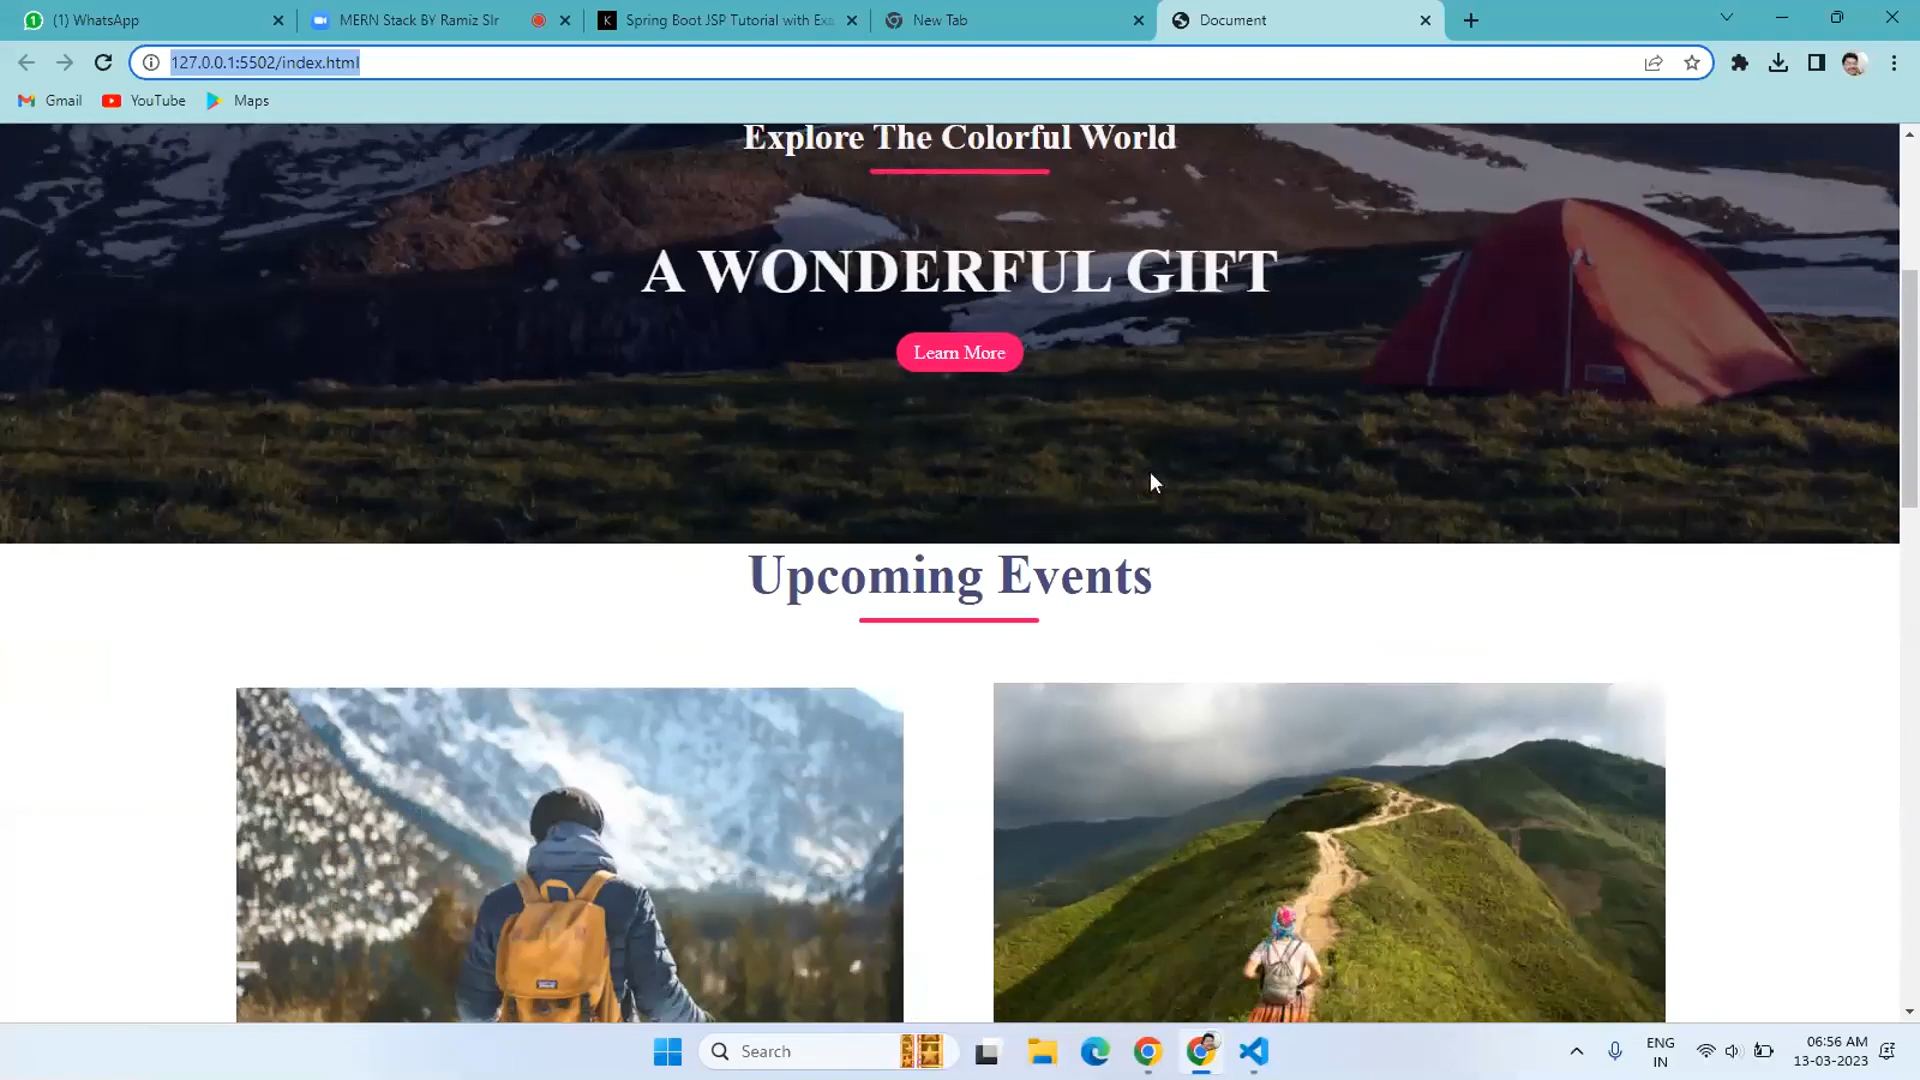 (1) WhatsApp
MERN Stack BY Ramiz SIr
Spring Boot JSP Tutorial with Exa
New Tab
Document
127.0.0.1:5502/index.html
Gmail
YouTube
Maps
Explore The Colorful World
A WONDERFUL GIFT
Learn More
Upcoming Events
Search
ENG
IN
06:56 AM
13-03-2023